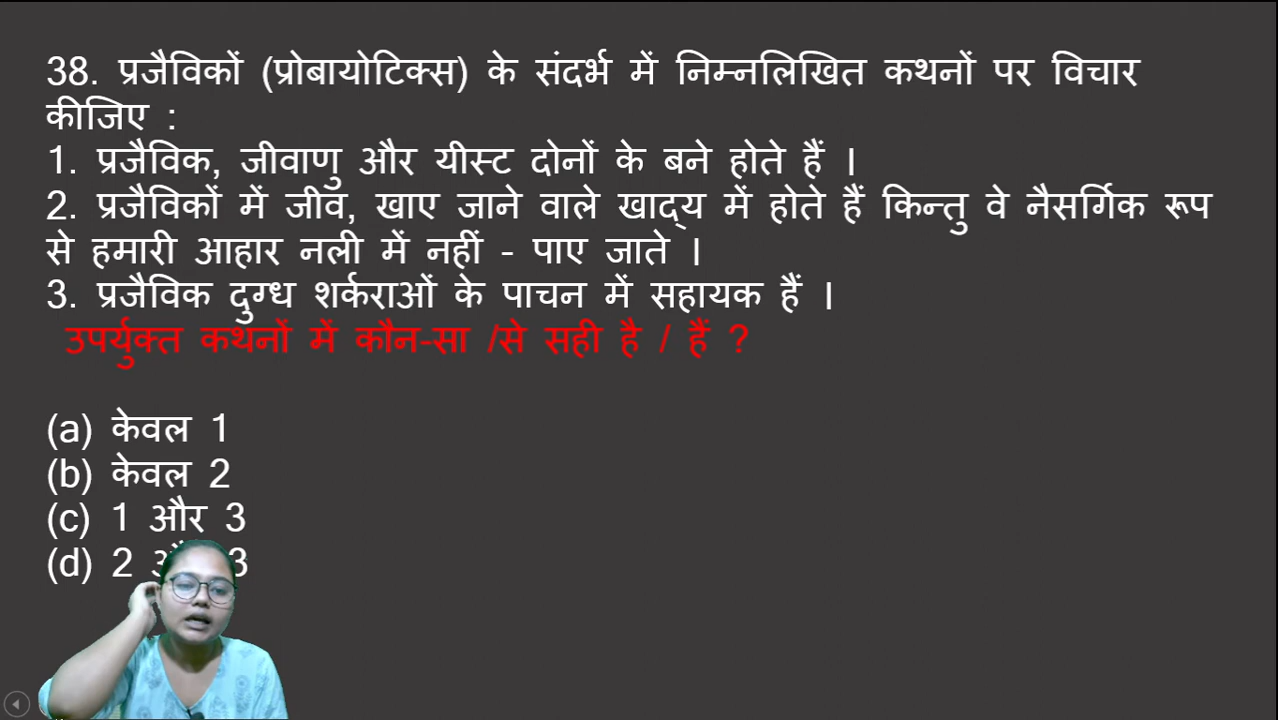 38. प्रजैविकों (प्रोबायोटिक्स) के संदर्भ में निम्नलिखित कथनों पर विचार
कीजिए :
1. प्रजैविक, जीवाणु और यीस्ट दोनों के बने होते हैं ।
2. प्रजैविकों में जीव, खाए जाने वाले खाद्य में होते हैं किन्तु वे नैसर्गिक रूप
से हमारी आहार नली में नहीं - पाए जाते ।
3. प्रजैविक दुग्ध शर्कराओं के पाचन में सहायक हैं ।
उपर्युक्त कथनों में कौन-सा /से सही है / हैं ?
(a) केवल 1
(b) केवल 2
(c) 1 और 3
(d) 2 3